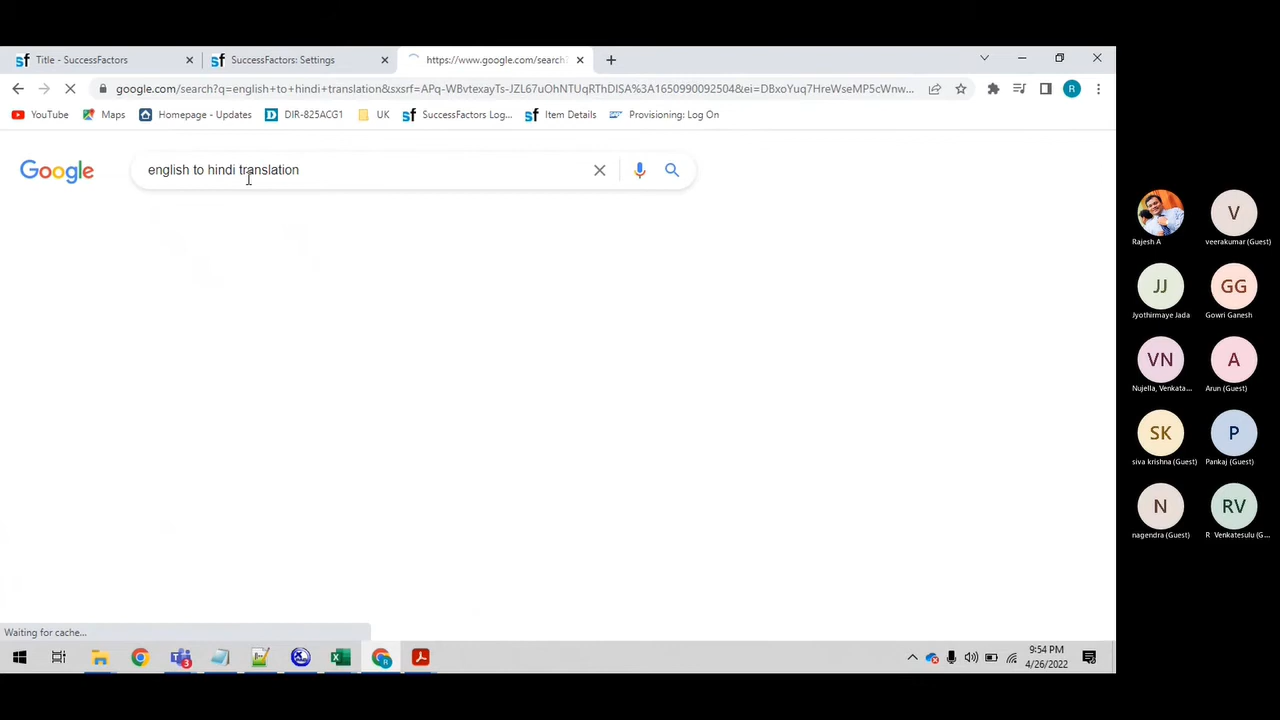 Title - SuccessFactors
SuccessFactors: Settings
https://www.google.com/search?
google.com/search?q=english+to+hindi+translation&sxsrf=APq-WBvtexayTs-JZL67uOhNTUqRThDISA%3A1650990092504&ei=DBxoYuq7HreWseMP5cWnw...
YouTube
Maps
Homepage - Updates
DIR-825ACG1
UK
SuccessFactors Log...
Item Details
Provisioning: Log On
Google
english to hindi translation
Rajesh A
V
veerakumar (Guest)
JJ
Jyothirmaye Jada
GG
Gowri Ganesh
VN
Nujella, Venkata...
A
Arun (Guest)
SK
siva krishna (Guest)
P
Pankaj (Guest)
N
nagendra (Guest)
RV
R Venkatesulu (G...
Waiting for cache...
9:54 PM
4/26/2022